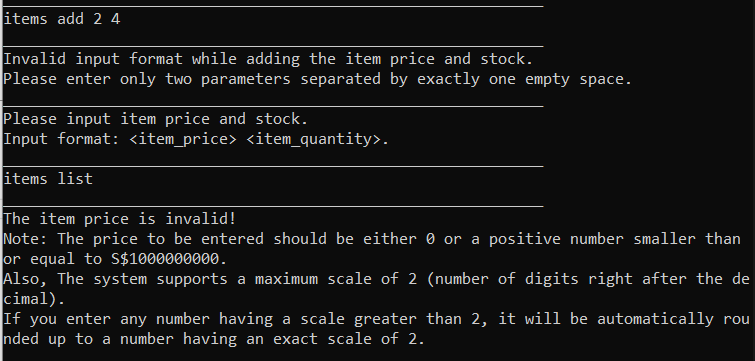 items add 2 4
Invalid input format while adding the item price and stock.
Please enter only two parameters separated by exactly one empty space.
Please input item price and stock.
Input format: <item_price> <item_quantity>.
items list
The item price is invalid!
Note: The price to be entered should be either 0 or a positive number smaller than
or equal to S$1000000000.
Also, The system supports a maximum scale of 2 (number of digits right after the de
cimal).
If you enter any number having a scale greater than 2, it will be automatically rou
nded up to a number having an exact scale of 2.